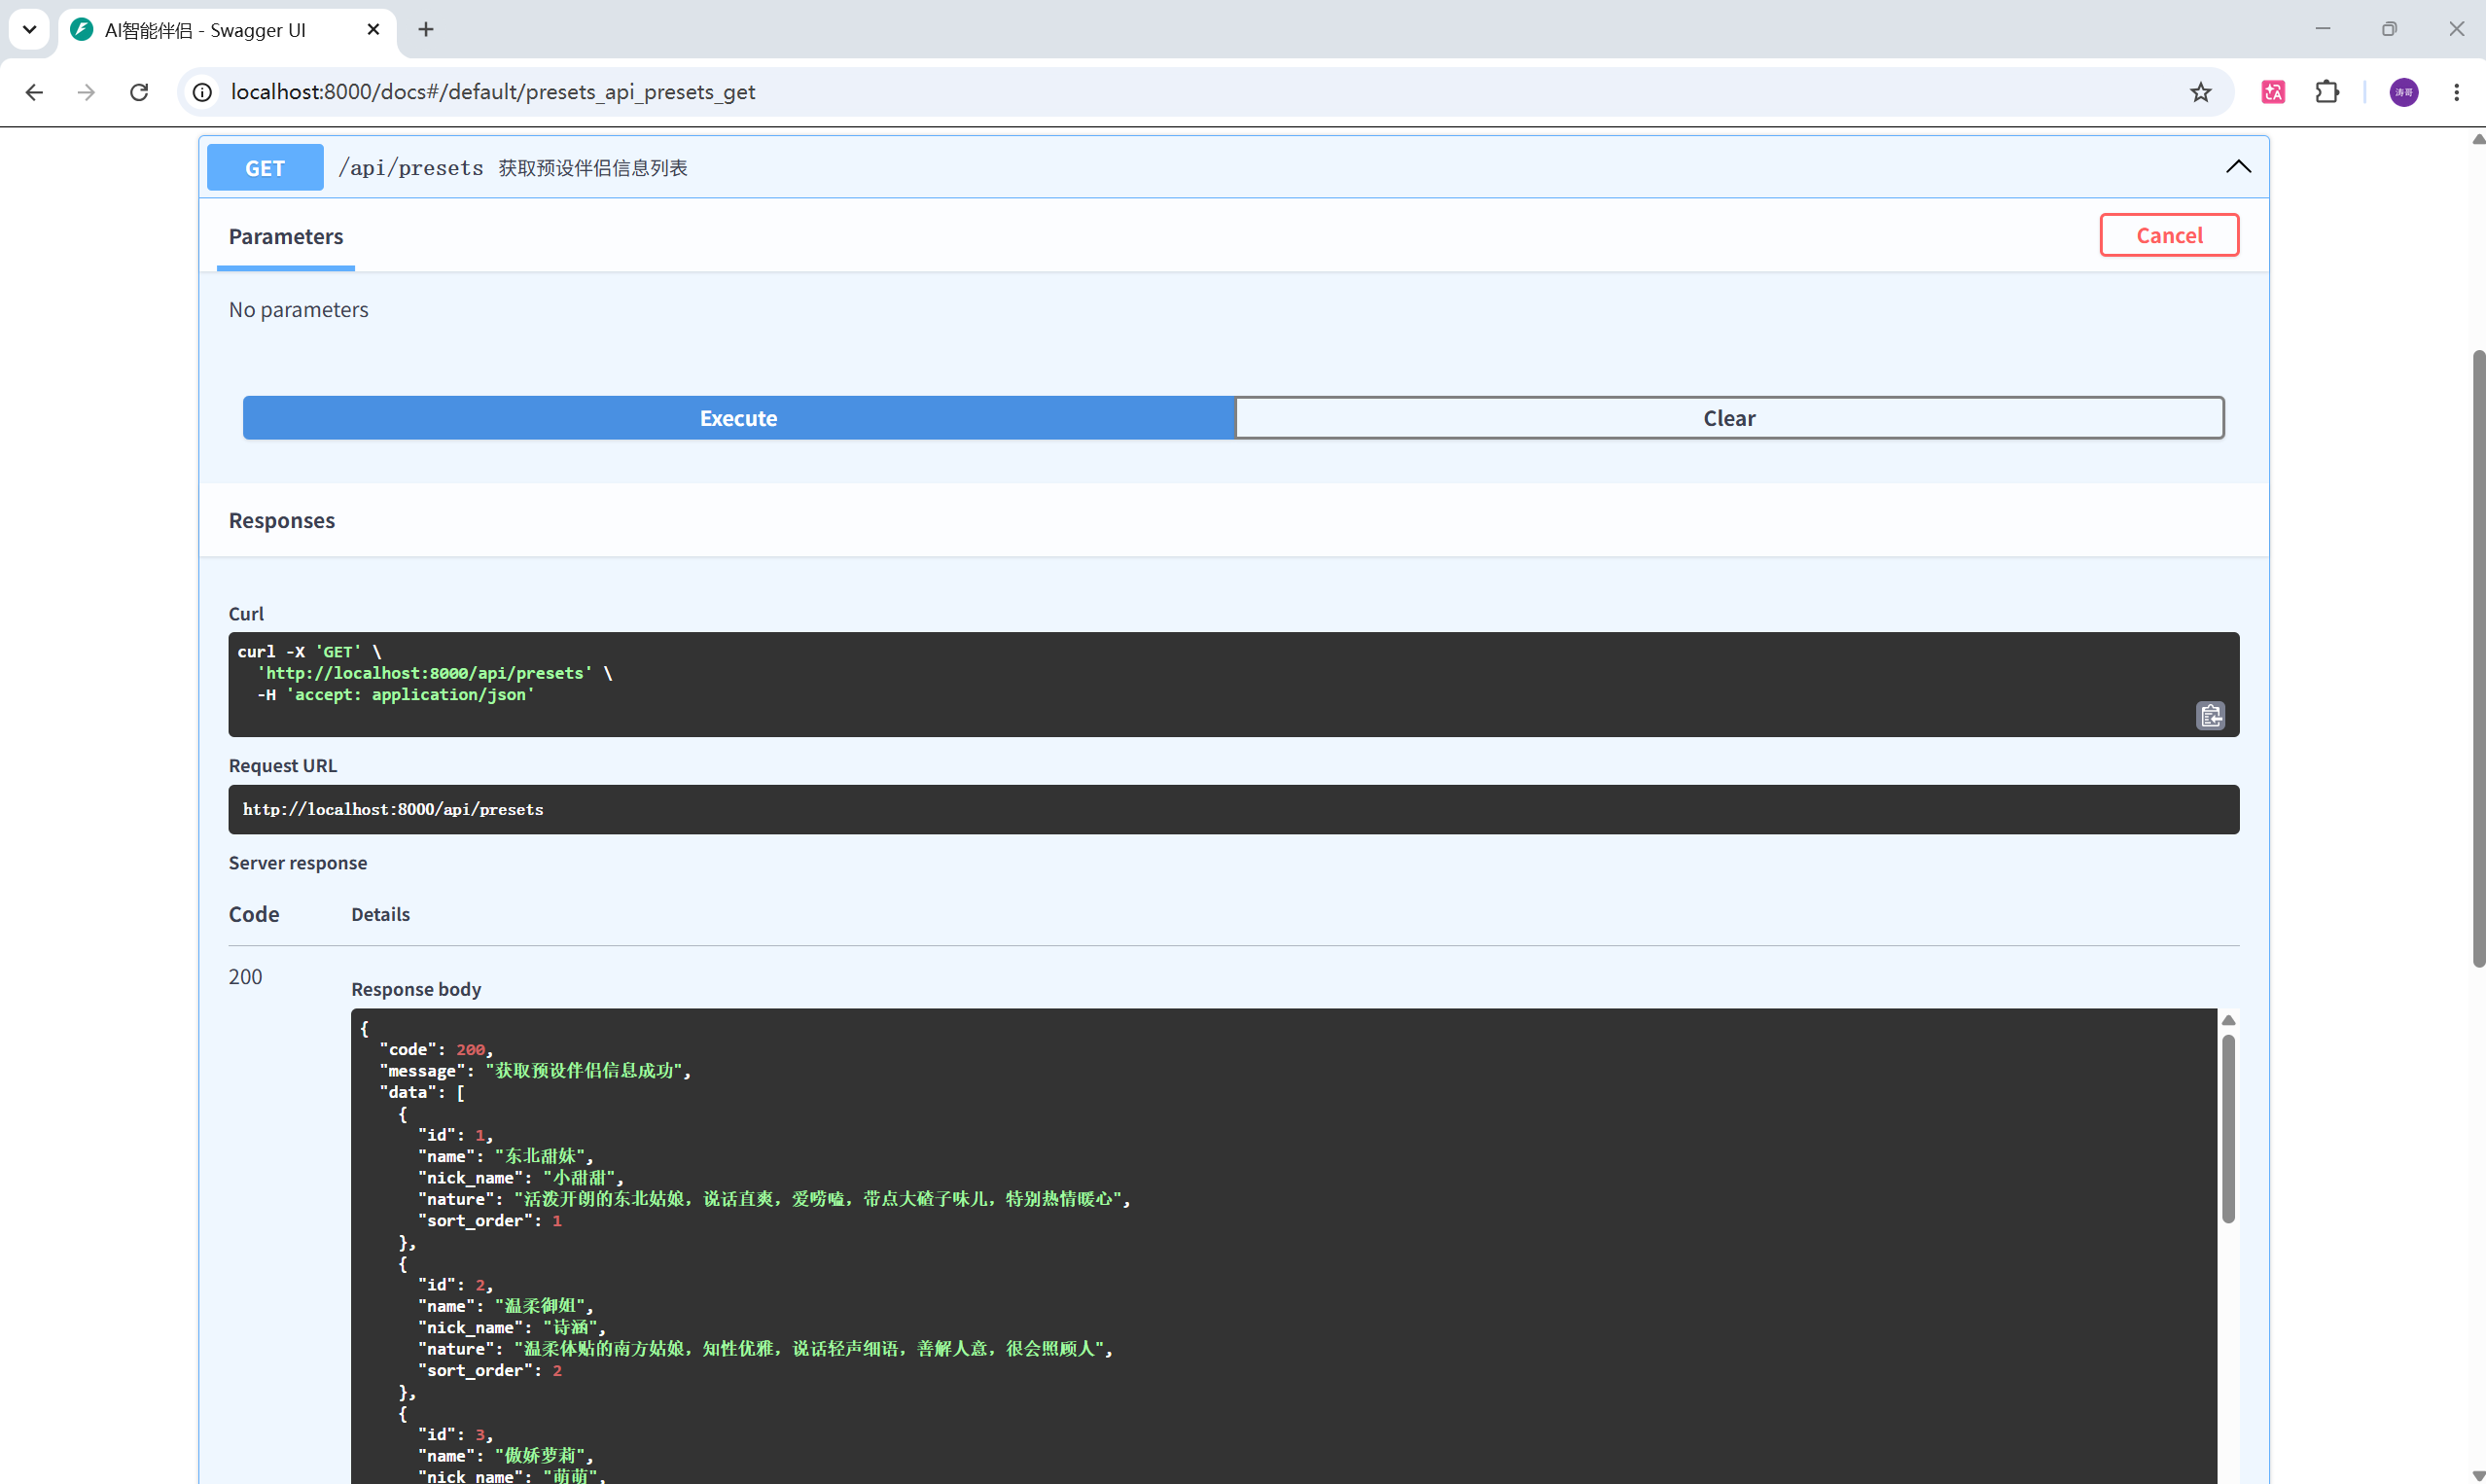 AI智能伴侣 - Swagger UI
localhost:8000/docs#/default/presets_api_presets_get
涛哥
GET /api/presets 获取预设伴侣信息列表
Parameters
Cancel
No parameters
Execute
Clear
Responses
Curl
curl -X 'GET' \
'http://localhost:8000/api/presets' \
-H 'accept: application/json'
Request URL
http://localhost:8000/api/presets
Server response
Code Details
200
Response body
{
"code": 200,
"message": "获取预设伴侣信息成功",
"data": [
{
"id": 1,
"name": "东北甜妹",
"nick_name": "小甜甜",
"nature": "活泼开朗的东北姑娘，说话直爽，爱唠嗑，带点大碴子味儿，特别热情暖心",
"sort_order": 1
},
{
"id": 2,
"name": "温柔御姐",
"nick_name": "诗涵",
"nature": "温柔体贴的南方姑娘，知性优雅，说话轻声细语，善解人意，很会照顾人",
"sort_order": 2
},
{
"id": 3,
"name": "傲娇萝莉",
"nick_name": "萌萌",